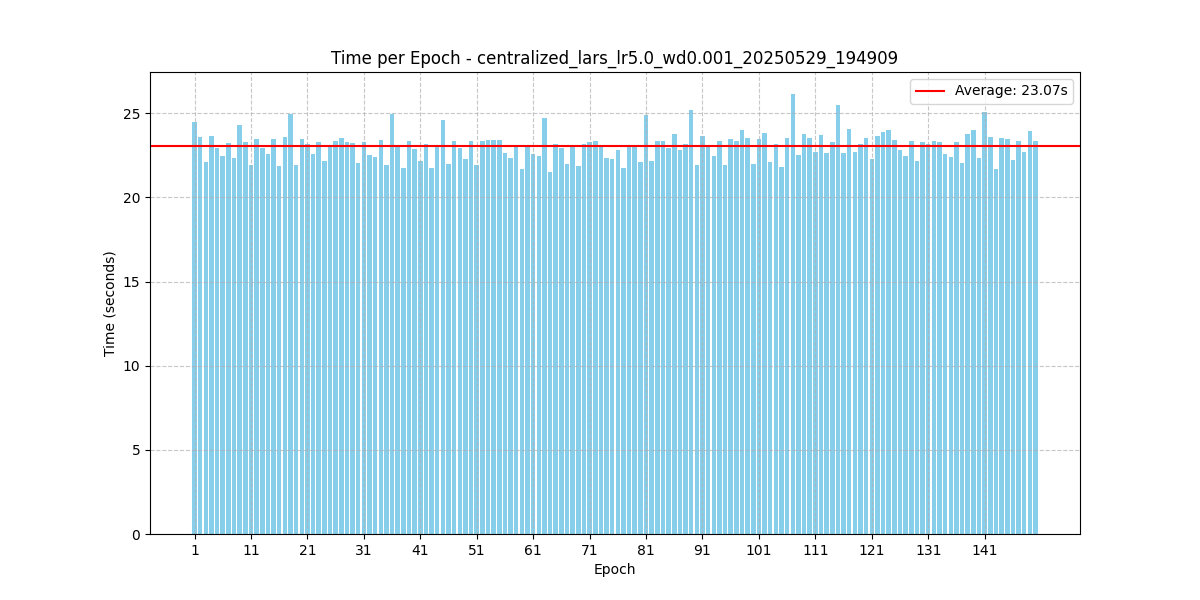 Time per Epoch - centralized_lars_lr5.0_wd0.001_20250529_194909
Average: 23.07s
25
20
15
10
5
0
Time (seconds)
1 11 21 31 41 51 61 71 81 91 101 111 121 131 141
Epoch